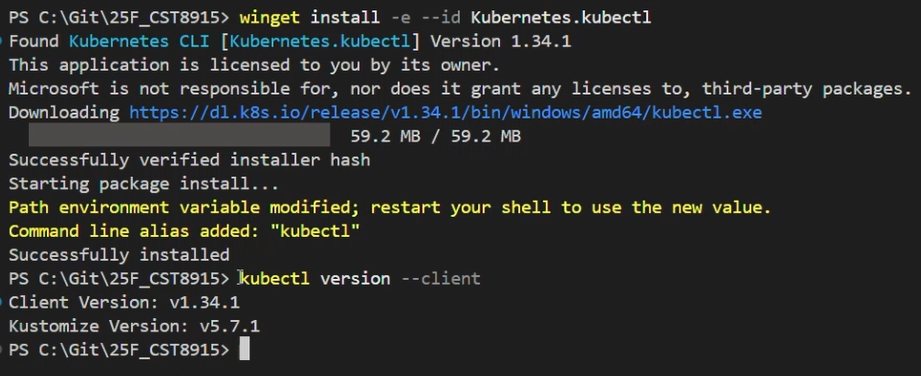 PS C:\Git\25F_CST8915> winget install -e --id Kubernetes.kubectl
Found Kubernetes CLI [Kubernetes.kubectl] Version 1.34.1
This application is licensed to you by its owner.
Microsoft is not responsible for, nor does it grant any licenses to, third-party packages.
Downloading https://dl.k8s.io/release/v1.34.1/bin/windows/amd64/kubectl.exe
59.2 MB / 59.2 MB
Successfully verified installer hash
Starting package install...
Path environment variable modified; restart your shell to use the new value.
Command line alias added: "kubectl"
Successfully installed
PS C:\Git\25F_CST8915> kubectl version --client
Client Version: v1.34.1
Kustomize Version: v5.7.1
PS C:\Git\25F_CST8915>